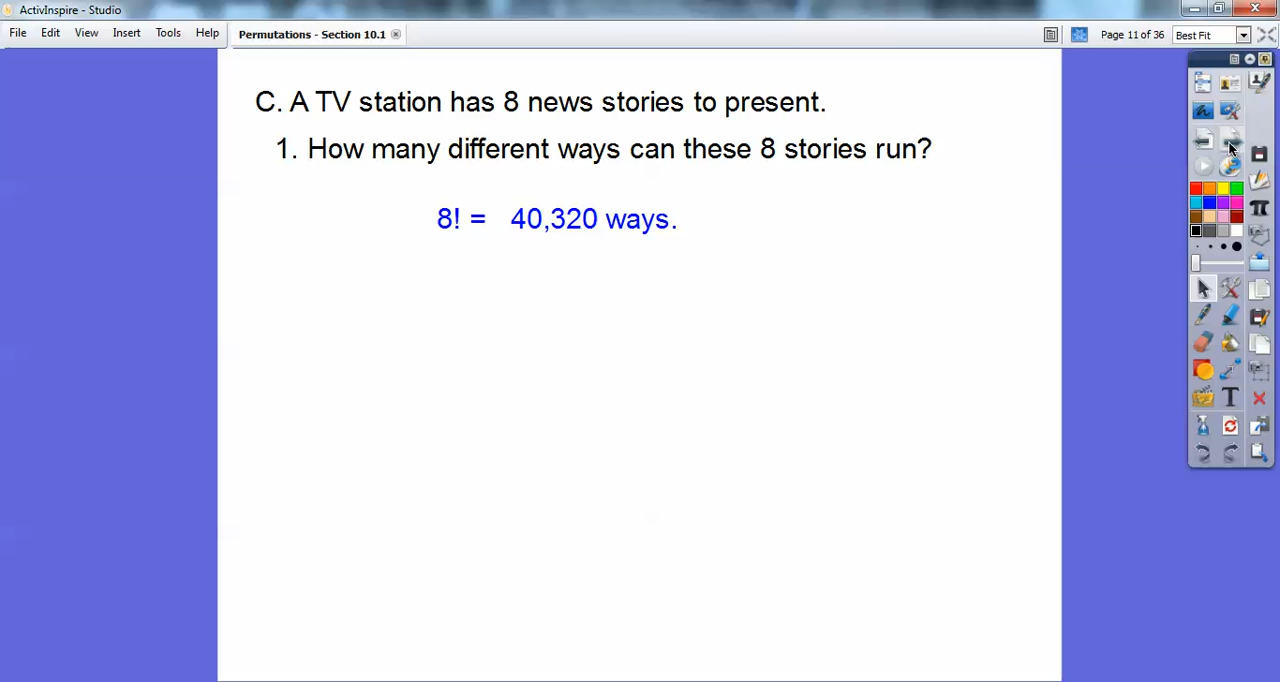 ActivInspire - Studio
File Edit View Insert Tools Help
Permutations - Section 10.1
Page 11 of 36
Best Fit
C. A TV station has 8 news stories to present.
1. How many different ways can these 8 stories run?
8! = 40,320 ways.